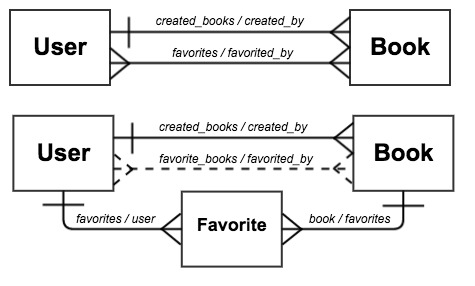 created_books / created_by
User
Book
favorites / favorited_by
created_books / created_by
User
Book
favorite_books / favorited_by
favorites / user
Favorite
book / favorites